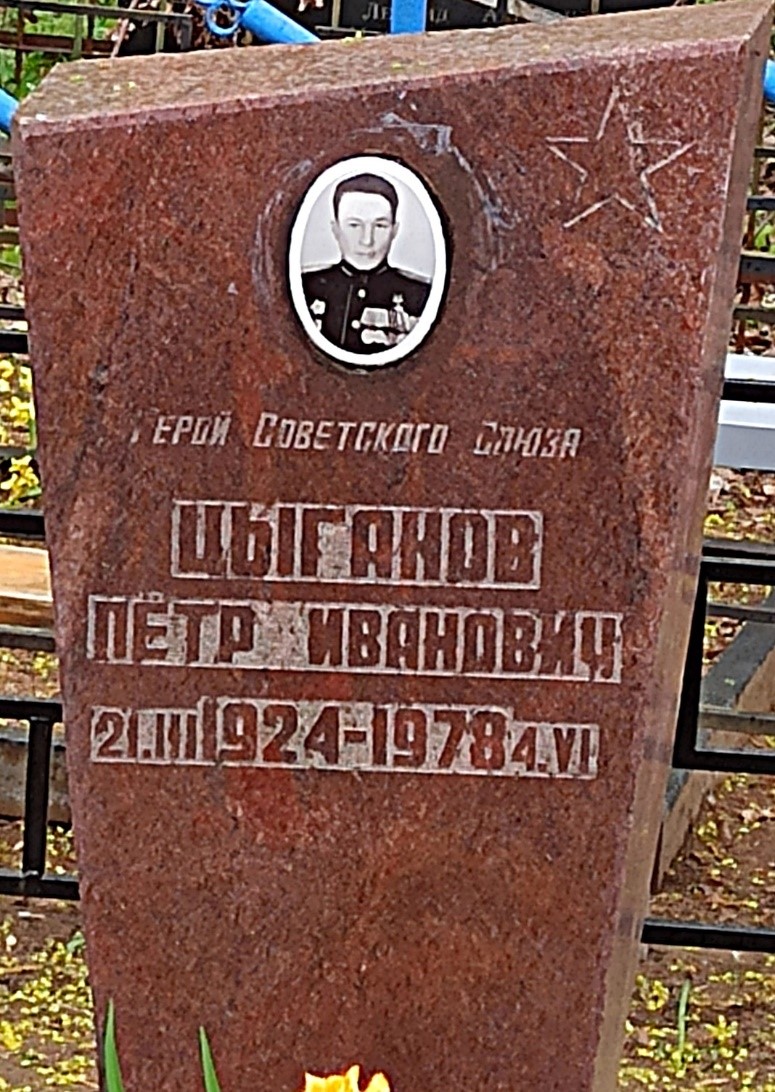 Герой Советского Союза
ЦЫГАНОВ
ПЁТР ИВАНОВИЧ
21.III 1924-1978 4.VI